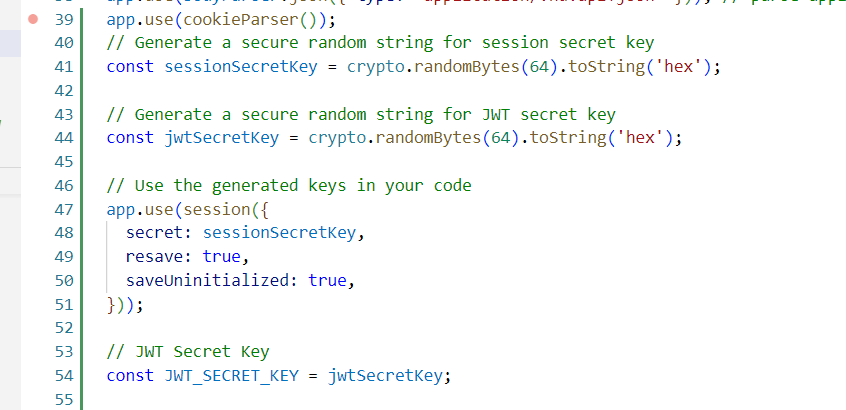 39 app.use(cookieParser());
40 // Generate a secure random string for session secret key
41 const sessionSecretKey = crypto.randomBytes(64).toString('hex');
42
43 // Generate a secure random string for JWT secret key
44 const jwtSecretKey = crypto.randomBytes(64).toString('hex');
45
46 // Use the generated keys in your code
47 app.use(session({
48 secret: sessionSecretKey,
49 resave: true,
50 saveUninitialized: true,
51 }));
52
53 // JWT Secret Key
54 const JWT_SECRET_KEY = jwtSecretKey;
55